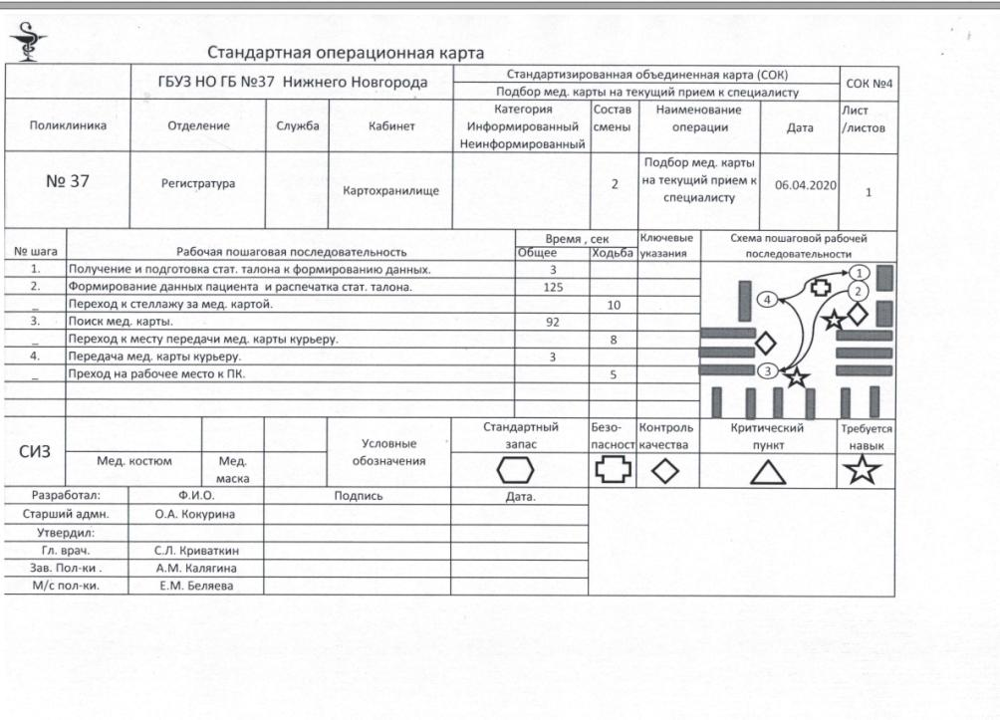 Стандартная операционная карта
ГБУЗ НО ГБ №37 Нижнего Новгорода
Стандартизированная объединенная карта (СОК)
Подбор мед. карты на текущий прием к специалисту
СОК №4
Поликлиника
Отделение
Служба
Кабинет
Категория
Информированный
Неинформированный
Состав
смены
Наименование
операции
Дата
Лист
/листов
№ 37
Регистратура
Картохранилище
2
Подбор мед. карты
на текущий прием к
специалисту
06.04.2020
1
№ шага
Рабочая пошаговая последовательность
Время , сек
Общее
Ходьба
Ключевые
указания
Схема пошаговой рабочей
последовательности
1. Получение и подготовка стат. талона к формированию данных. 3
2. Формирование данных пациента и распечатка стат. талона. 125
_ Переход к стеллажу за мед. картой. 10
3. Поиск мед. карты. 92
_ Переход к месту передачи мед. карты курьеру. 8
4. Передача мед. карты курьеру. 3
_ Преход на рабочее место к ПК. 5
1
2
4
3
СИЗ
Мед. костюм
Мед.
маска
Условные
обозначения
Стандартный
запас
Безо-
пасност
Контроль
качества
Критический
пункт
Требуется
навык
Разработал: Ф.И.О. Подпись Дата.
Старший адмн. О.А. Кокурина
Утвердил:
Гл. врач. С.Л. Криваткин
Зав. Пол-ки . А.М. Калягина
М/с пол-ки. Е.М. Беляева